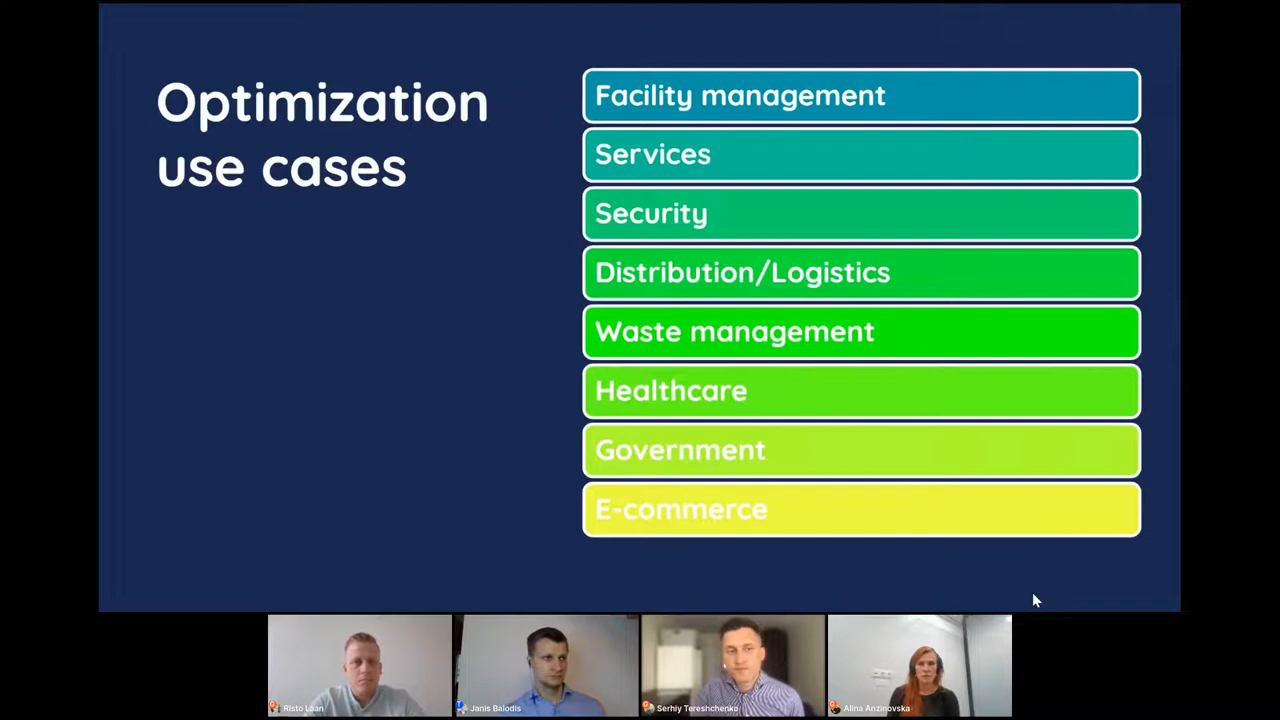 Optimization
use cases
Facility management
Services
Security
Distribution/Logistics
Waste management
Healthcare
Government
E-commerce
Risto Laan
Janis Balodis
Serhiy Tereshchenko
Alina Anzinovska